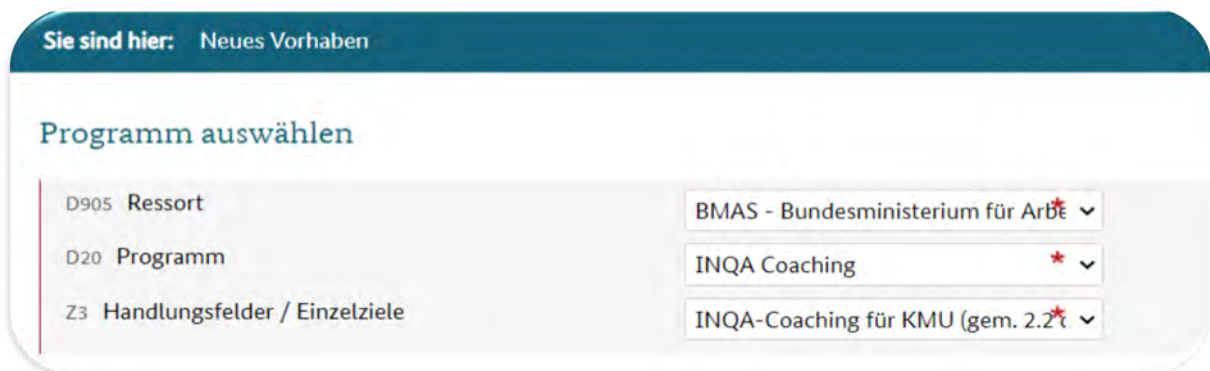 Sie sind hier: Neues Vorhaben
Programm auswählen
D905 Ressort BMAS - Bundesministerium für Arbe
D20 Programm INQA Coaching *
Z3 Handlungsfelder / Einzelziele INQA-Coaching für KMU (gem. 2.2